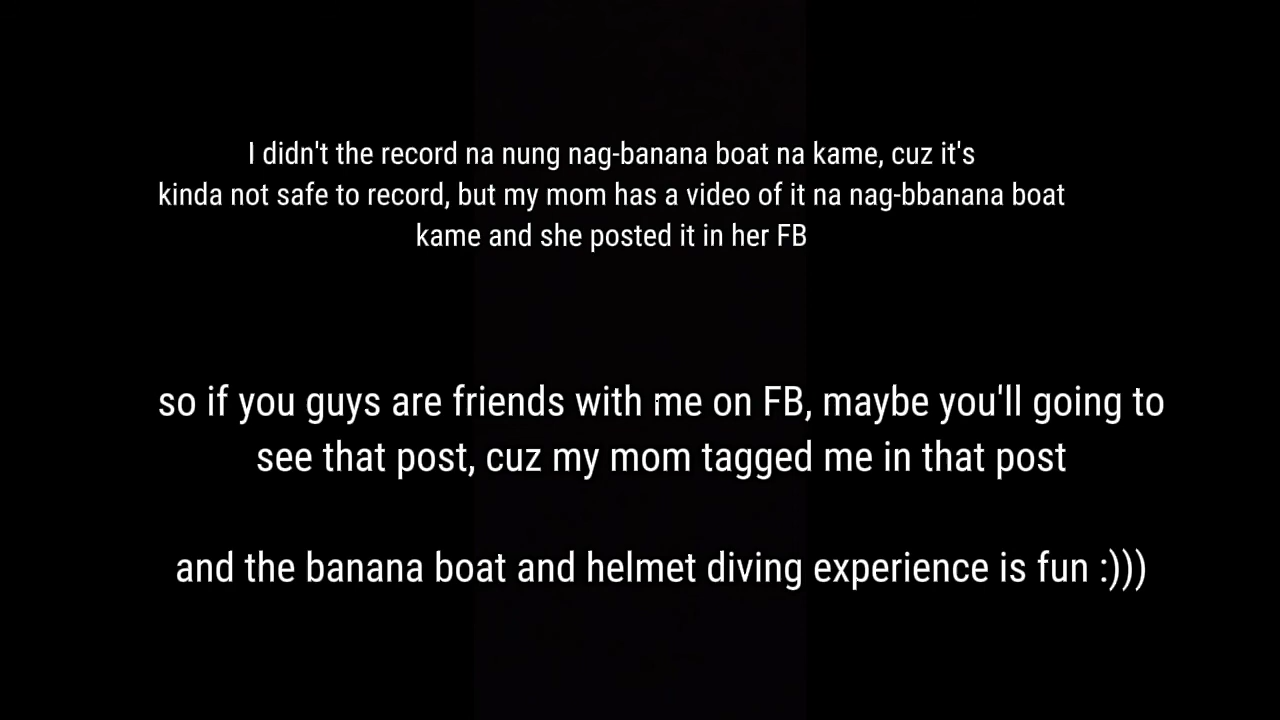 I didn't the record na nung nag-banana boat na kame, cuz it's
kinda not safe to record, but my mom has a video of it na nag-bbanana boat
kame and she posted it in her FB
so if you guys are friends with me on FB, maybe you'll going to
see that post, cuz my mom tagged me in that post
and the banana boat and helmet diving experience is fun :)))